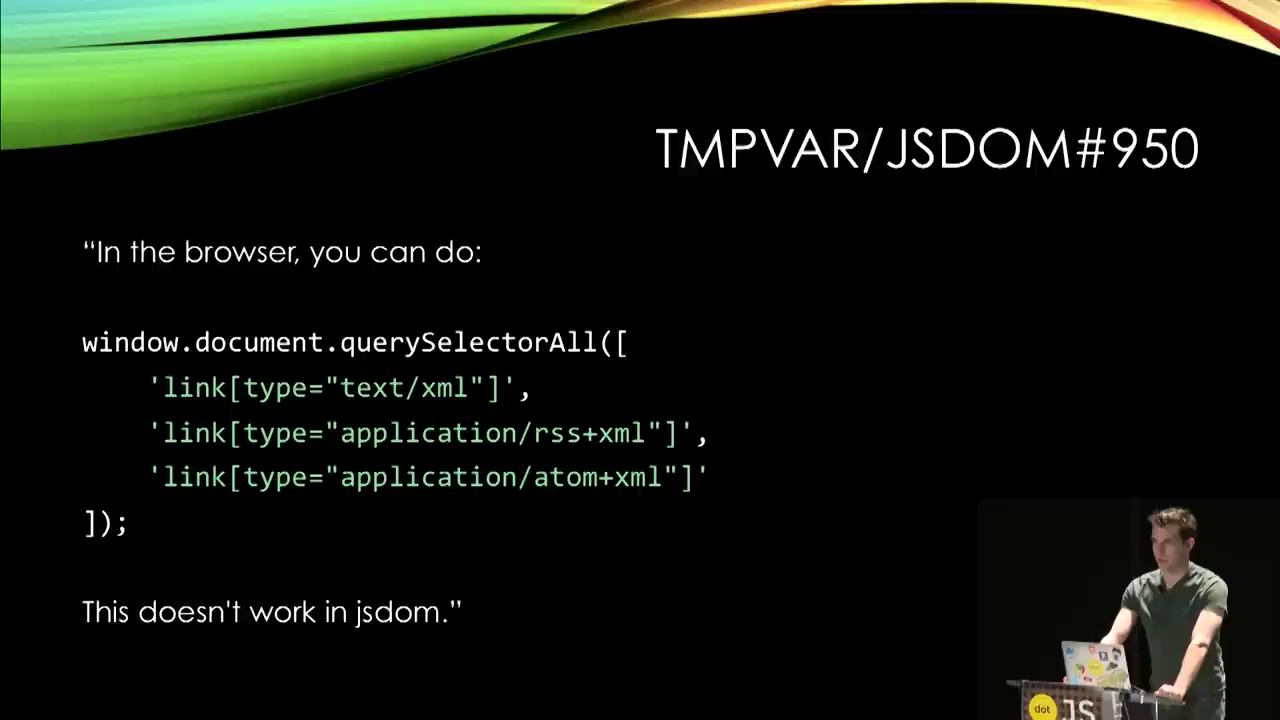 TMPVAR/JSDOM#950
“In the browser, you can do:
window.document.querySelectorAll([
'link[type="text/xml"]',
'link[type="application/rss+xml"]',
'link[type="application/atom+xml"]'
]);
This doesn't work in jsdom.”
dot JS